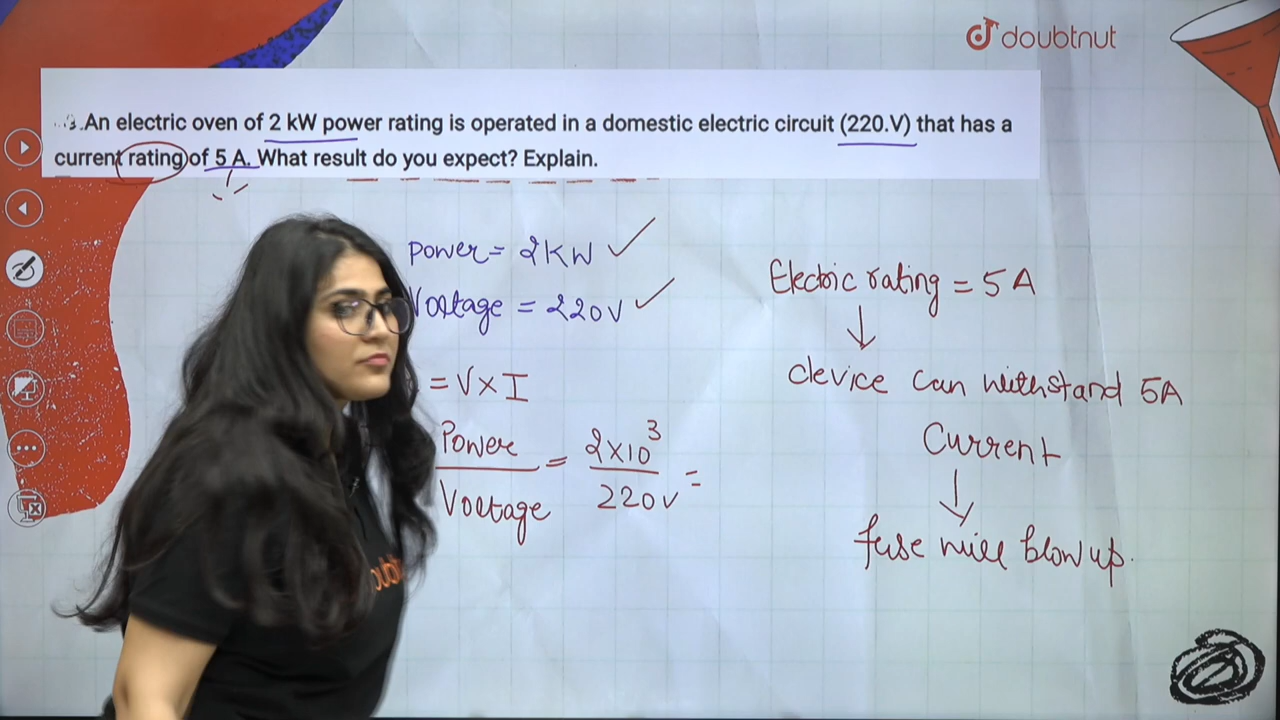 doubtnut
.An electric oven of 2 kW power rating is operated in a domestic electric circuit (220.V) that has a
current rating of 5 A. What result do you expect? Explain.
Power = 2KW
Voltage = 220V
= V × I
Power / Voltage = 2×10³ / 220V =
Electric rating = 5A
device can withstand 5A
Current
fuse will blow up.